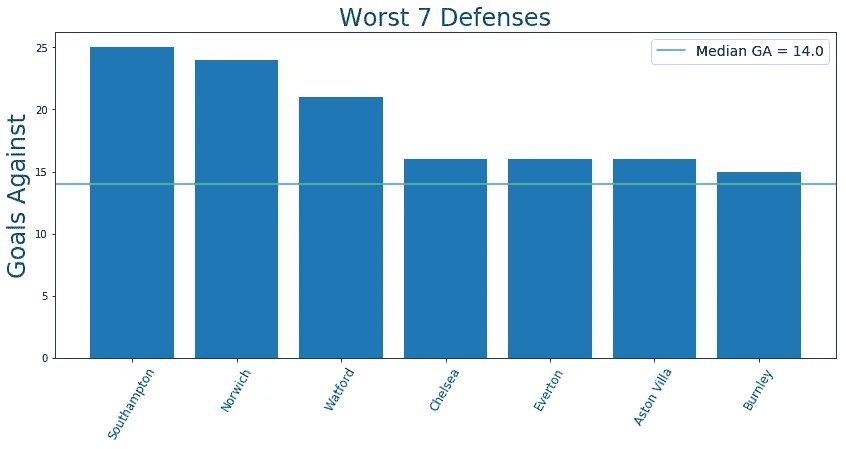 Worst 7 Defenses
Median GA = 14.0
Goals Against
25
20
15
10
5
0
Southampton
Norwich
Watford
Chelsea
Everton
Aston Villa
Burnley